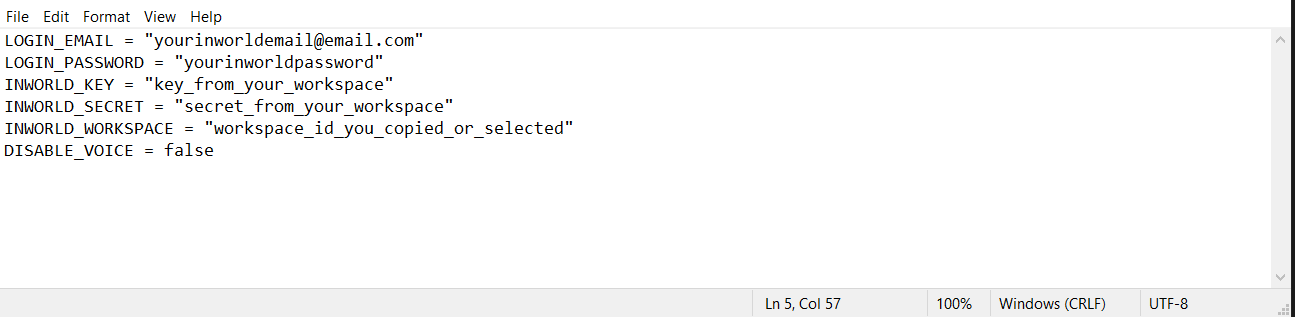 File Edit Format View Help
LOGIN_EMAIL = "yourinworldemail@email.com"
LOGIN_PASSWORD = "yourinworldpassword"
INWORLD_KEY = "key_from_your_workspace"
INWORLD_SECRET = "secret_from_your_workspace"
INWORLD_WORKSPACE = "workspace_id_you_copied_or_selected"
DISABLE_VOICE = false
Ln 5, Col 57 100% Windows (CRLF) UTF-8